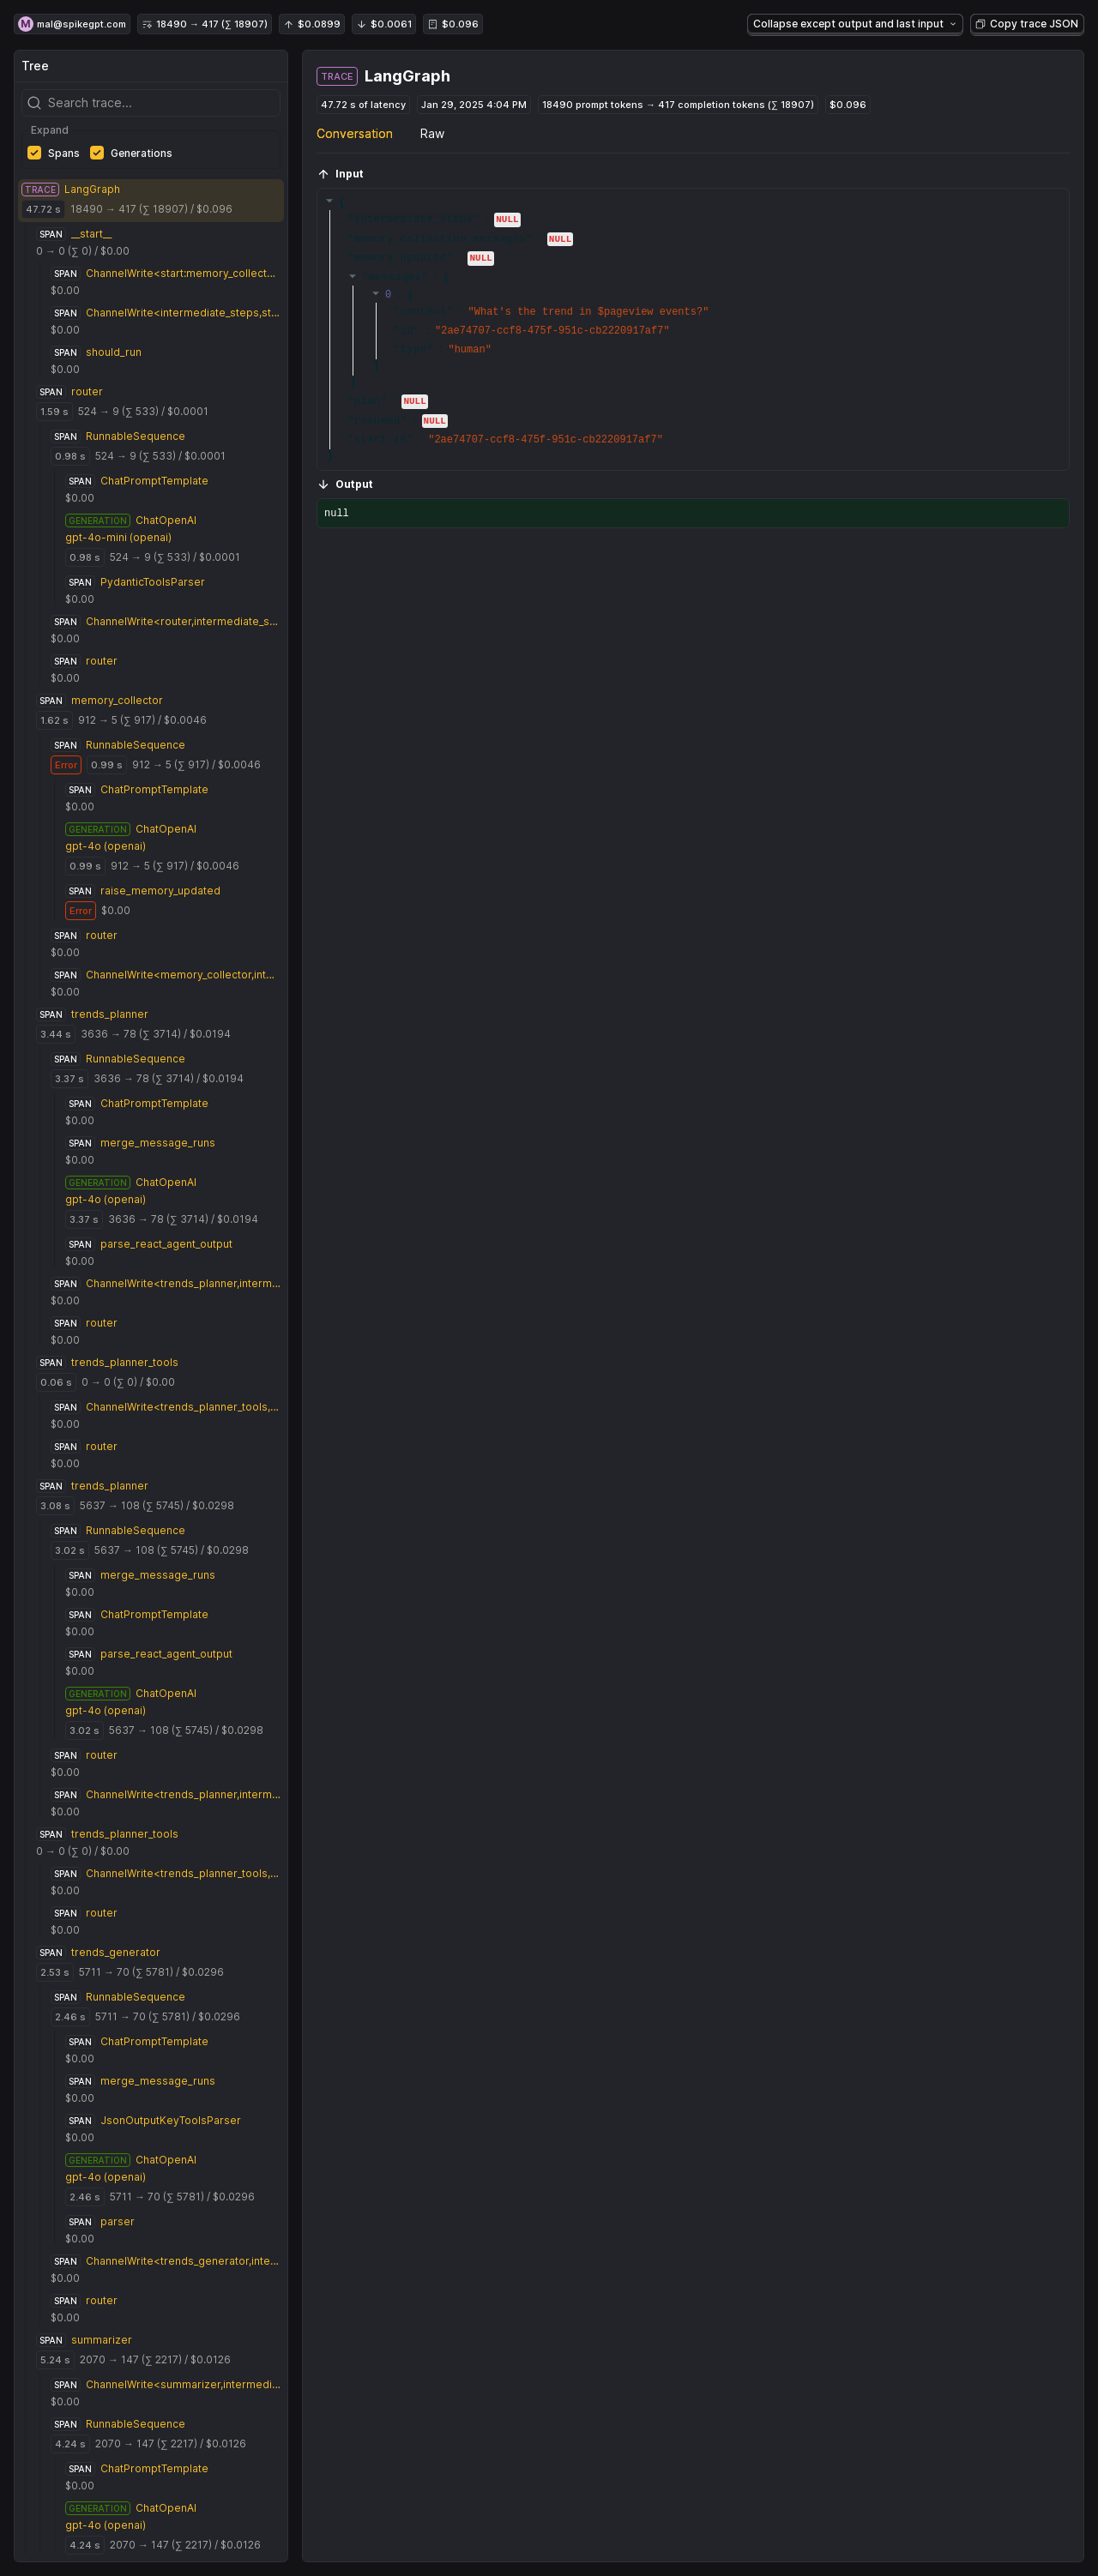 M mal@spikegpt.com 18490 → 417 (∑ 18907) ↑ $0.0899 ↓ $0.0061 $0.096 Collapse except output and last input Copy trace JSON
Tree
Search trace...
Expand
Spans Generations
TRACE LangGraph
47.72 s 18490 → 417 (∑ 18907) / $0.096
SPAN __start__
0 → 0 (∑ 0) / $0.00
SPAN ChannelWrite<start:memory_collect...
$0.00
SPAN ChannelWrite<intermediate_steps,st...
$0.00
SPAN should_run
$0.00
SPAN router
1.59 s 524 → 9 (∑ 533) / $0.0001
SPAN RunnableSequence
0.98 s 524 → 9 (∑ 533) / $0.0001
SPAN ChatPromptTemplate
$0.00
GENERATION ChatOpenAI
gpt-4o-mini (openai)
0.98 s 524 → 9 (∑ 533) / $0.0001
SPAN PydanticToolsParser
$0.00
SPAN ChannelWrite<router,intermediate_s...
$0.00
SPAN router
$0.00
SPAN memory_collector
1.62 s 912 → 5 (∑ 917) / $0.0046
SPAN RunnableSequence
Error 0.99 s 912 → 5 (∑ 917) / $0.0046
SPAN ChatPromptTemplate
$0.00
GENERATION ChatOpenAI
gpt-4o (openai)
0.99 s 912 → 5 (∑ 917) / $0.0046
SPAN raise_memory_updated
Error $0.00
SPAN router
$0.00
SPAN ChannelWrite<memory_collector,int...
$0.00
SPAN trends_planner
3.44 s 3636 → 78 (∑ 3714) / $0.0194
SPAN RunnableSequence
3.37 s 3636 → 78 (∑ 3714) / $0.0194
SPAN ChatPromptTemplate
$0.00
SPAN merge_message_runs
$0.00
GENERATION ChatOpenAI
gpt-4o (openai)
3.37 s 3636 → 78 (∑ 3714) / $0.0194
SPAN parse_react_agent_output
$0.00
SPAN ChannelWrite<trends_planner,interm...
$0.00
SPAN router
$0.00
SPAN trends_planner_tools
0.06 s 0 → 0 (∑ 0) / $0.00
SPAN ChannelWrite<trends_planner_tools,...
$0.00
SPAN router
$0.00
SPAN trends_planner
3.08 s 5637 → 108 (∑ 5745) / $0.0298
SPAN RunnableSequence
3.02 s 5637 → 108 (∑ 5745) / $0.0298
SPAN merge_message_runs
$0.00
SPAN ChatPromptTemplate
$0.00
SPAN parse_react_agent_output
$0.00
GENERATION ChatOpenAI
gpt-4o (openai)
3.02 s 5637 → 108 (∑ 5745) / $0.0298
SPAN router
$0.00
SPAN ChannelWrite<trends_planner,interm...
$0.00
SPAN trends_planner_tools
0 → 0 (∑ 0) / $0.00
SPAN ChannelWrite<trends_planner_tools,...
$0.00
SPAN router
$0.00
SPAN trends_generator
2.53 s 5711 → 70 (∑ 5781) / $0.0296
SPAN RunnableSequence
2.46 s 5711 → 70 (∑ 5781) / $0.0296
SPAN ChatPromptTemplate
$0.00
SPAN merge_message_runs
$0.00
SPAN JsonOutputKeyToolsParser
$0.00
GENERATION ChatOpenAI
gpt-4o (openai)
2.46 s 5711 → 70 (∑ 5781) / $0.0296
SPAN parser
$0.00
SPAN ChannelWrite<trends_generator,inte...
$0.00
SPAN router
$0.00
SPAN summarizer
5.24 s 2070 → 147 (∑ 2217) / $0.0126
SPAN ChannelWrite<summarizer,intermedi...
$0.00
SPAN RunnableSequence
4.24 s 2070 → 147 (∑ 2217) / $0.0126
SPAN ChatPromptTemplate
$0.00
GENERATION ChatOpenAI
gpt-4o (openai)
4.24 s 2070 → 147 (∑ 2217) / $0.0126
TRACE LangGraph
47.72 s of latency Jan 29, 2025 4:04 PM 18490 prompt tokens → 417 completion tokens (∑ 18907) $0.096
Conversation Raw
↑ Input
NULL
NULL
NULL
0
"What's the trend in $pageview events?"
"2ae74707-ccf8-475f-951c-cb2220917af7"
"human"
NULL
NULL
"2ae74707-ccf8-475f-951c-cb2220917af7"
↓ Output
null